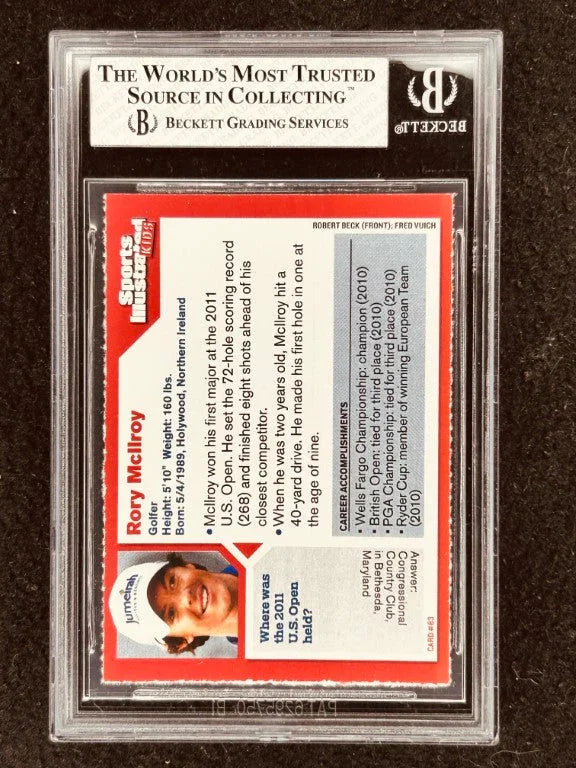 THE WORLD'S MOST TRUSTED
SOURCE IN COLLECTING™
B BECKETT GRADING SERVICES
B
BECKETT®
Sports
Illustrated
KIDS
Rory McIlroy
Golfer
Height: 5'10" Weight: 160 lbs.
Born: 5/4/1989, Holywood, Northern Ireland
• McIlroy won his first major at the 2011
U.S. Open. He set the 72-hole scoring record
(268) and finished eight shots ahead of his
closest competitor.
• When he was two years old, McIlroy hit a
40-yard drive. He made his first hole in one at
the age of nine.
CAREER ACCOMPLISHMENTS
• Wells Fargo Championship: champion (2010)
• British Open: tied for third place (2010)
• PGA Championship: tied for third place (2010)
• Ryder Cup: member of winning European Team
(2010)
ROBERT BECK (FRONT); FRED VUICH
Jumeirah
Where was
the 2011
U.S. Open
held?
Answer:
Congressional
Country Club,
in Bethesda,
Maryland
CARD #63